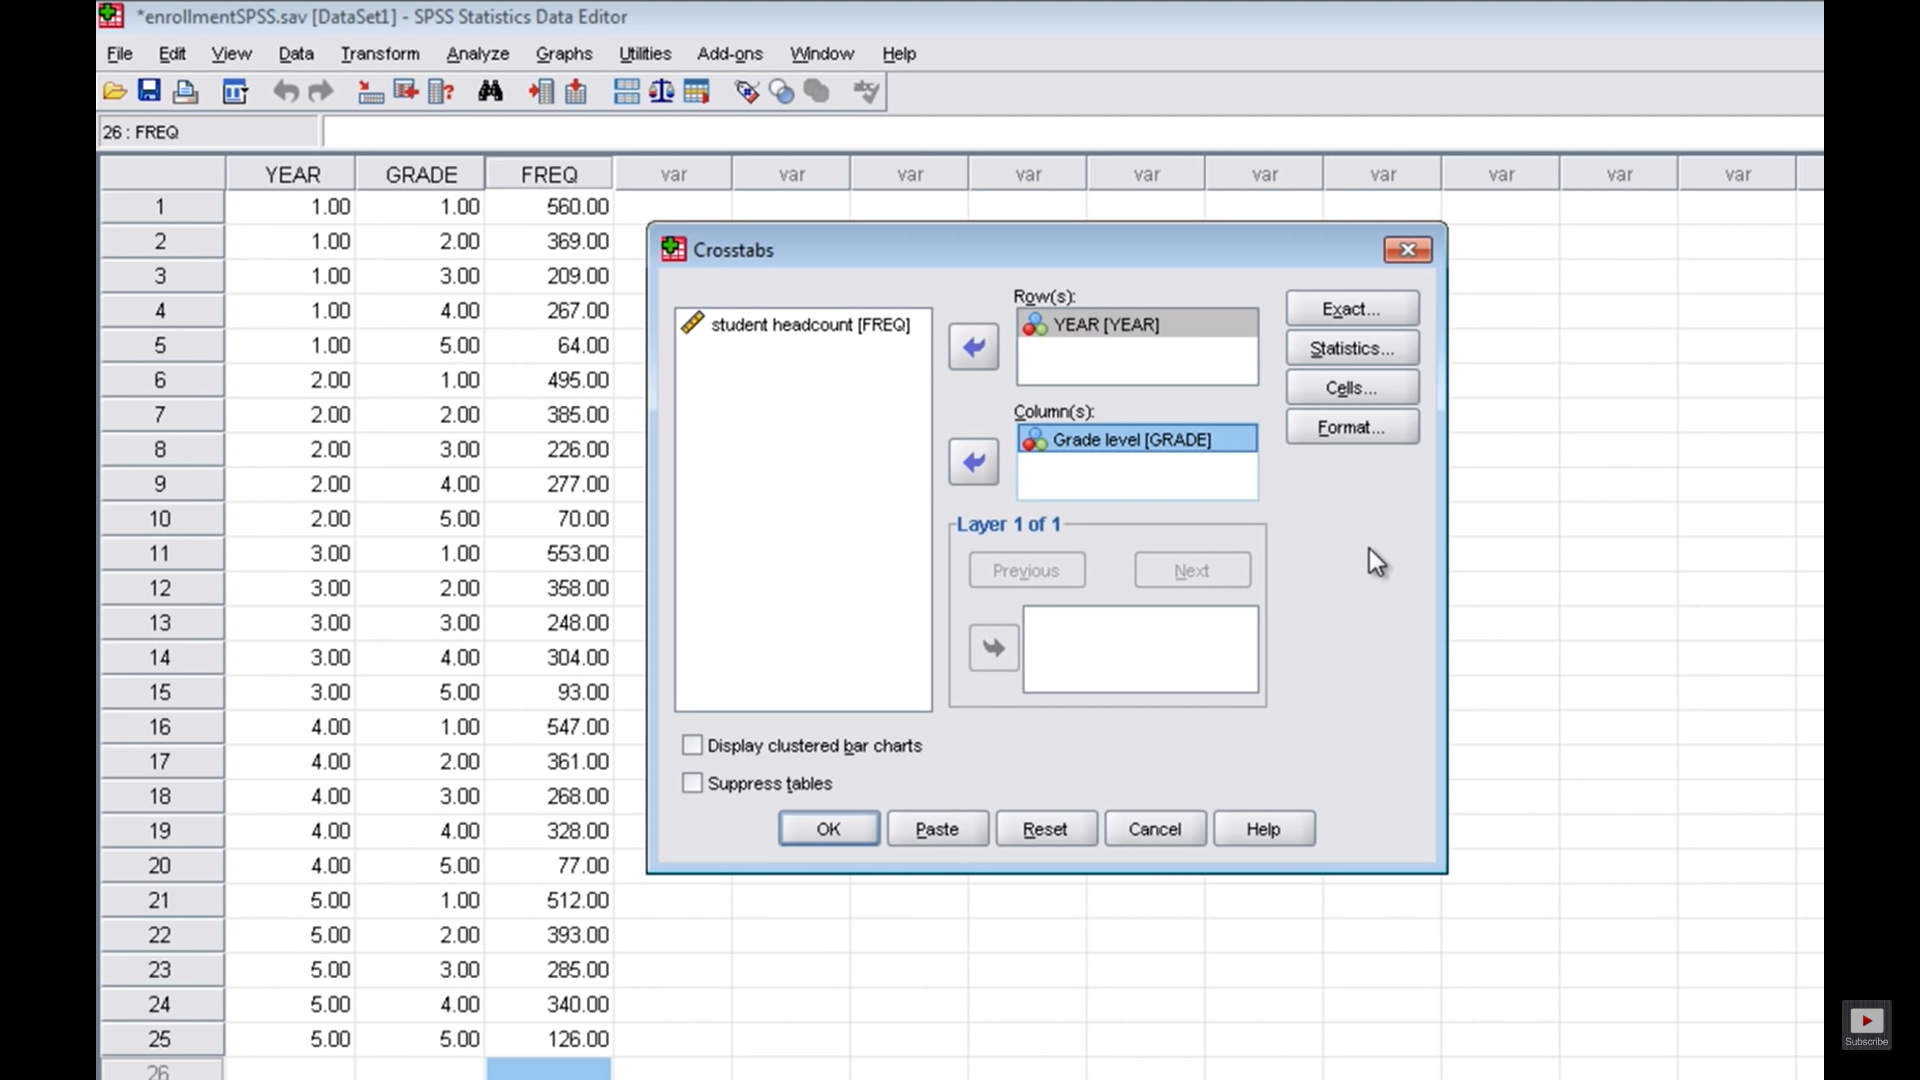 *enrollmentSPSS.sav [DataSet1] - SPSS Statistics Data Editor
File Edit View Data Transform Analyze Graphs Utilities Add-ons Window Help
26 : FREQ
YEAR GRADE FREQ var var var var var var var var var var
1 1.00 1.00 560.00
2 1.00 2.00 369.00
3 1.00 3.00 209.00
4 1.00 4.00 267.00
5 1.00 5.00 64.00
6 2.00 1.00 495.00
7 2.00 2.00 385.00
8 2.00 3.00 226.00
9 2.00 4.00 277.00
10 2.00 5.00 70.00
11 3.00 1.00 553.00
12 3.00 2.00 358.00
13 3.00 3.00 248.00
14 3.00 4.00 304.00
15 3.00 5.00 93.00
16 4.00 1.00 547.00
17 4.00 2.00 361.00
18 4.00 3.00 268.00
19 4.00 4.00 328.00
20 4.00 5.00 77.00
21 5.00 1.00 512.00
22 5.00 2.00 393.00
23 5.00 3.00 285.00
24 5.00 4.00 340.00
25 5.00 5.00 126.00
26
Crosstabs
student headcount [FREQ]
Row(s):
YEAR [YEAR]
Column(s):
Grade level [GRADE]
Layer 1 of 1
Previous Next
Exact...
Statistics...
Cells...
Format...
Display clustered bar charts
Suppress tables
OK Paste Reset Cancel Help
Subscribe